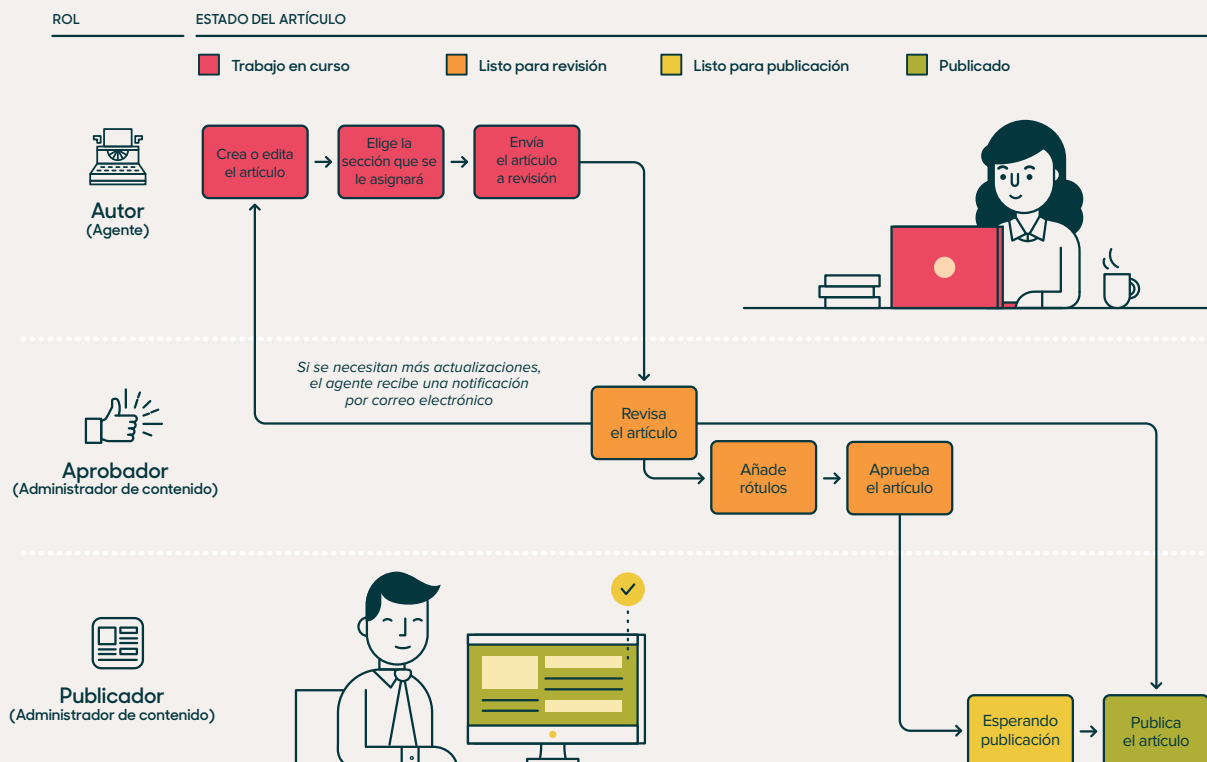 ROL
ESTADO DEL ARTÍCULO
Trabajo en curso
Listo para revisión
Listo para publicación
Publicado
Autor
(Agente)
Crea o edita
el artículo
Elige la
sección que se
le asignará
Envía
el artículo
a revisión
Si se necesitan más actualizaciones,
el agente recibe una notificación
por correo electrónico
Aprobador
(Administrador de contenido)
Revisa
el artículo
Añade
rótulos
Aprueba
el artículo
Publicador
(Administrador de contenido)
Esperando
publicación
Publica
el artículo